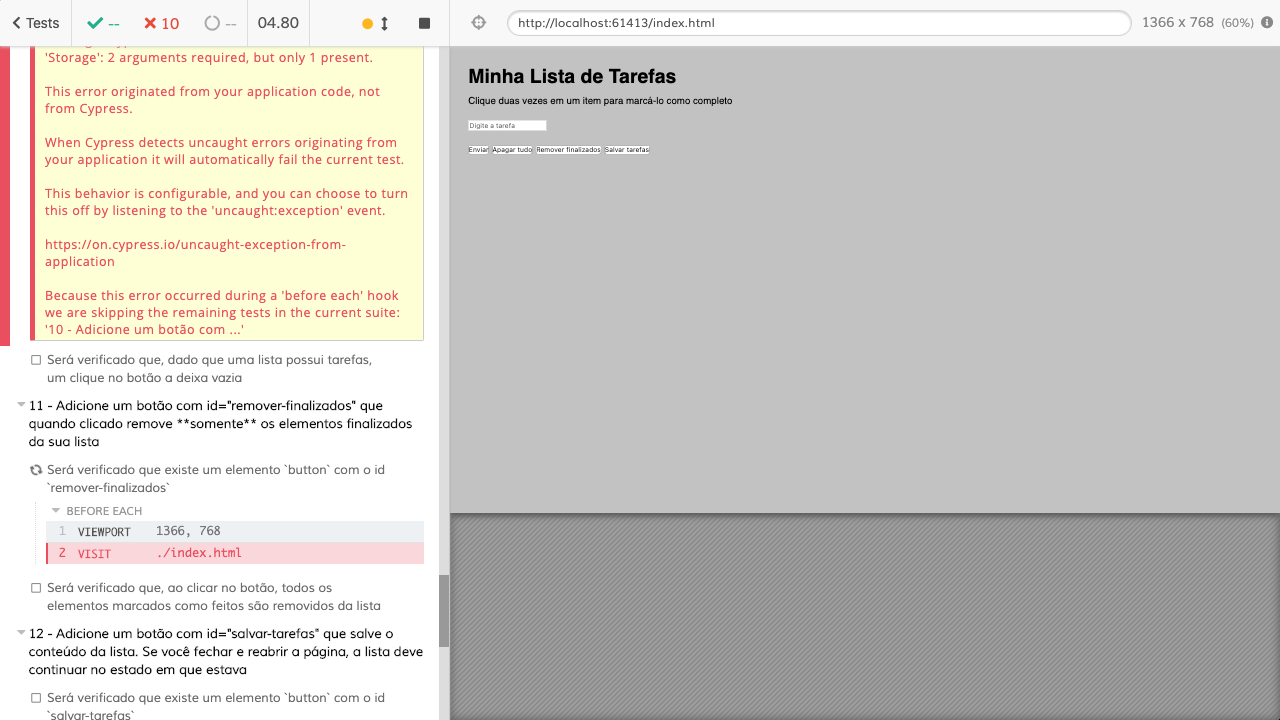 Tests
--
10
--
04.80
http://localhost:61413/index.html
1366 x 768 (60%)
'Storage': 2 arguments required, but only 1 present.
This error originated from your application code, not
from Cypress.
When Cypress detects uncaught errors originating from
your application it will automatically fail the current test.
This behavior is configurable, and you can choose to turn
this off by listening to the 'uncaught:exception' event.
https://on.cypress.io/uncaught-exception-from-
application
Because this error occurred during a 'before each' hook
we are skipping the remaining tests in the current suite:
'10 - Adicione um botão com ...'
Será verificado que, dado que uma lista possui tarefas,
um clique no botão a deixa vazia
11 - Adicione um botão com id="remover-finalizados" que
quando clicado remove **somente** os elementos finalizados
da sua lista
Será verificado que existe um elemento `button` com o id
`remover-finalizados`
BEFORE EACH
1 VIEWPORT 1366, 768
2 VISIT ./index.html
Será verificado que, ao clicar no botão, todos os
elementos marcados como feitos são removidos da lista
12 - Adicione um botão com id="salvar-tarefas" que salve o
conteúdo da lista. Se você fechar e reabrir a página, a lista deve
continuar no estado em que estava
Será verificado que existe um elemento `button` com o id
`salvar-tarefas`
Minha Lista de Tarefas
Clique duas vezes em um item para marcá-lo como completo
Digite a tarefa
Enviar Apagar tudo Remover finalizados Salvar tarefas